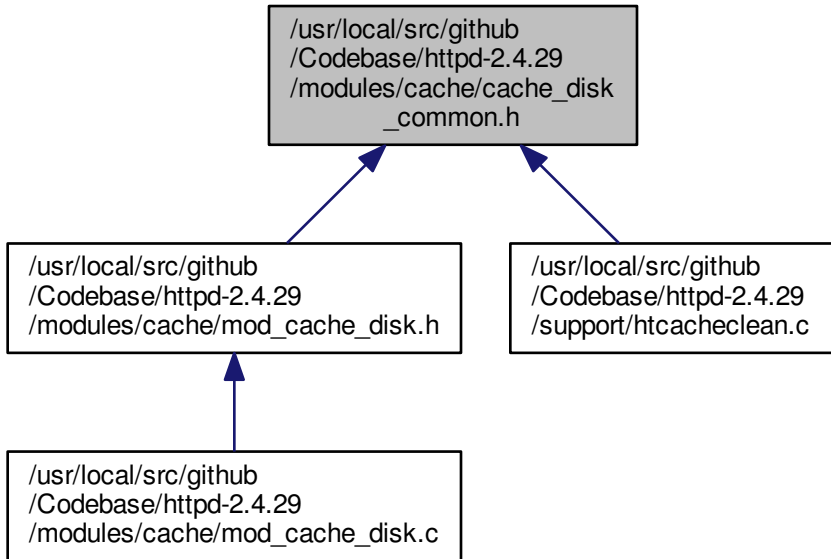 /usr/local/src/github
/Codebase/httpd-2.4.29
/modules/cache/cache_disk
_common.h
/usr/local/src/github
/Codebase/httpd-2.4.29
/modules/cache/mod_cache_disk.h
/usr/local/src/github
/Codebase/httpd-2.4.29
/support/htcacheclean.c
/usr/local/src/github
/Codebase/httpd-2.4.29
/modules/cache/mod_cache_disk.c